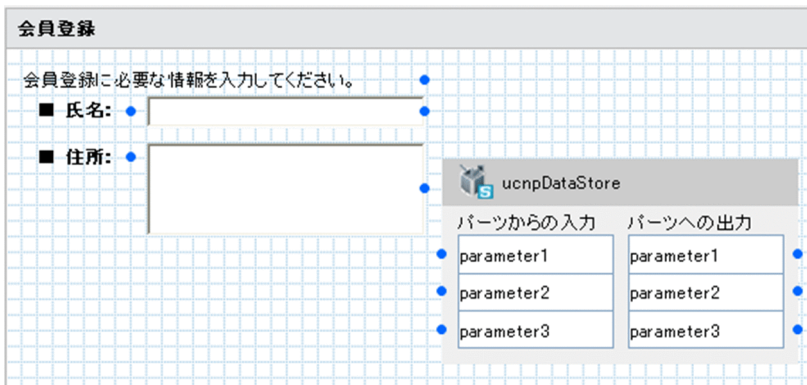 会員登録
会員登録に必要な情報を入力してください。
■ 氏名:
■ 住所:
S ucnpDataStore
パーツからの入力 パーツへの出力
parameter1 parameter1
parameter2 parameter2
parameter3 parameter3